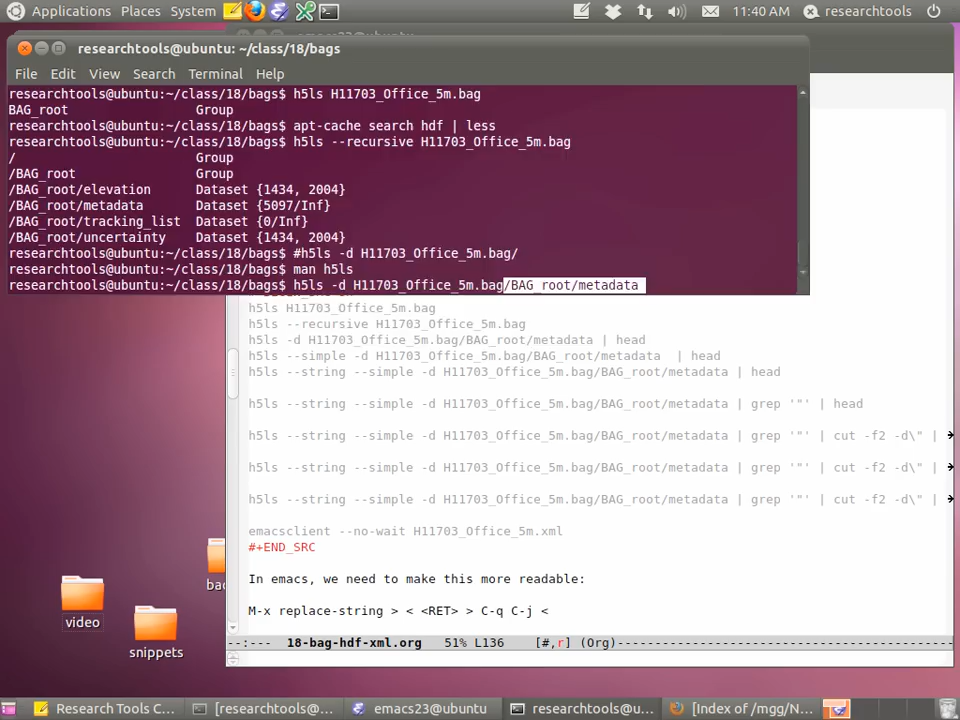 Applications Places System 11:40 AM researchtools
researchtools@ubuntu: ~/class/18/bags
File Edit View Search Terminal Help
researchtools@ubuntu:~/class/18/bags$ h5ls H11703_Office_5m.bag
BAG_root Group
researchtools@ubuntu:~/class/18/bags$ apt-cache search hdf | less
researchtools@ubuntu:~/class/18/bags$ h5ls --recursive H11703_Office_5m.bag
/ Group
/BAG_root Group
/BAG_root/elevation Dataset {1434, 2004}
/BAG_root/metadata Dataset {5097/Inf}
/BAG_root/tracking_list Dataset {0/Inf}
/BAG_root/uncertainty Dataset {1434, 2004}
researchtools@ubuntu:~/class/18/bags$ #h5ls -d H11703_Office_5m.bag/
researchtools@ubuntu:~/class/18/bags$ man h5ls
researchtools@ubuntu:~/class/18/bags$ h5ls -d H11703_Office_5m.bag/BAG_root/metadata
h5ls H11703_Office_5m.bag
h5ls --recursive H11703_Office_5m.bag
h5ls -d H11703_Office_5m.bag/BAG_root/metadata | head
h5ls --simple -d H11703_Office_5m.bag/BAG_root/metadata | head
h5ls --string --simple -d H11703_Office_5m.bag/BAG_root/metadata | head
h5ls --string --simple -d H11703_Office_5m.bag/BAG_root/metadata | grep '"' | head
h5ls --string --simple -d H11703_Office_5m.bag/BAG_root/metadata | grep '"' | cut -f2 -d\" |
h5ls --string --simple -d H11703_Office_5m.bag/BAG_root/metadata | grep '"' | cut -f2 -d\" |
h5ls --string --simple -d H11703_Office_5m.bag/BAG_root/metadata | grep '"' | cut -f2 -d\" |
emacsclient --no-wait H11703_Office_5m.xml
#+END_SRC
In emacs, we need to make this more readable:
M-x replace-string > < <RET> > C-q C-j <
--:--- 18-bag-hdf-xml.org 51% L136 [#,r] (Org)
video
snippets
Research Tools C... [researchtools@... emacs23@ubuntu researchtools@u... [Index of /mgg/N...